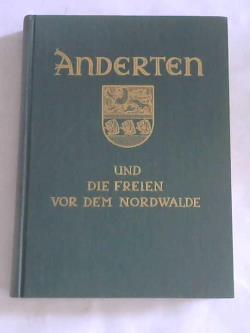 ANDERTEN
UND
DIE FREIEN
VOR DEM NORDWALDE